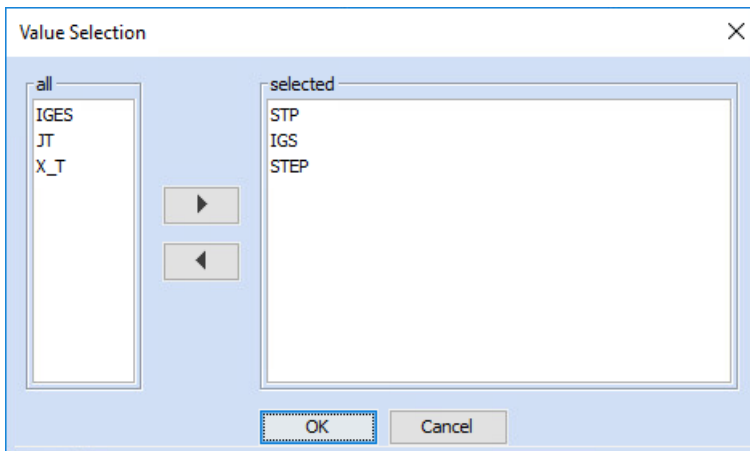 Value Selection
all
IGES
JT
X_T
selected
STP
IGS
STEP
OK
Cancel